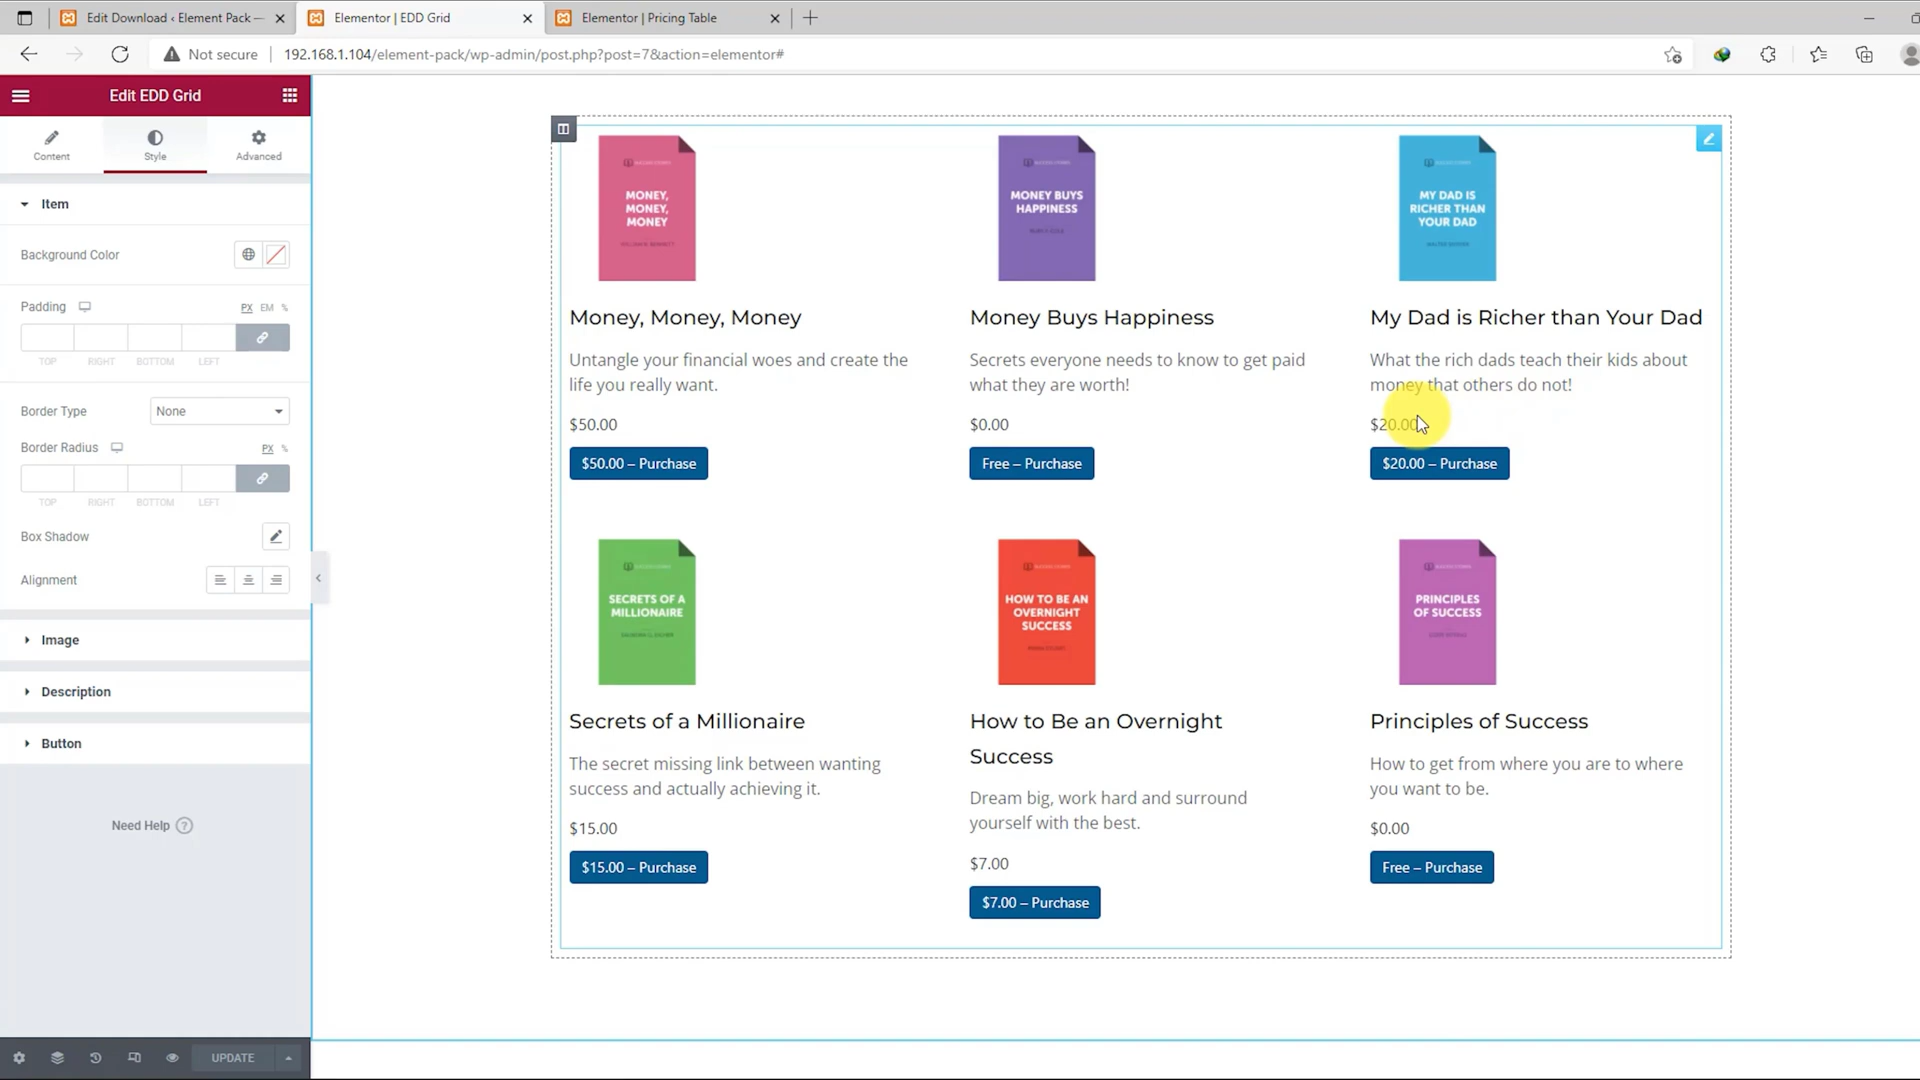 Edit Download ‹ Element Pack —
Elementor | EDD Grid
Elementor | Pricing Table
Not secure
192.168.1.104/element-pack/wp-admin/post.php?post=7&action=elementor#
Edit EDD Grid
Content
Style
Advanced
Item
Background Color
Padding
PX EM %
TOP RIGHT BOTTOM LEFT
Border Type
None
Border Radius
PX %
TOP RIGHT BOTTOM LEFT
Box Shadow
Alignment
Image
Description
Button
Need Help
UPDATE
MONEY,
MONEY,
MONEY
Money, Money, Money
Untangle your financial woes and create the
life you really want.
$50.00
$50.00 – Purchase
MONEY BUYS
HAPPINESS
Money Buys Happiness
Secrets everyone needs to know to get paid
what they are worth!
$0.00
Free – Purchase
MY DAD IS
RICHER THAN
YOUR DAD
My Dad is Richer than Your Dad
What the rich dads teach their kids about
money that others do not!
$20.00
$20.00 – Purchase
SECRETS OF A
MILLIONAIRE
Secrets of a Millionaire
The secret missing link between wanting
success and actually achieving it.
$15.00
$15.00 – Purchase
HOW TO BE AN
OVERNIGHT
SUCCESS
How to Be an Overnight
Success
Dream big, work hard and surround
yourself with the best.
$7.00
$7.00 – Purchase
PRINCIPLES
OF SUCCESS
Principles of Success
How to get from where you are to where
you want to be.
$0.00
Free – Purchase